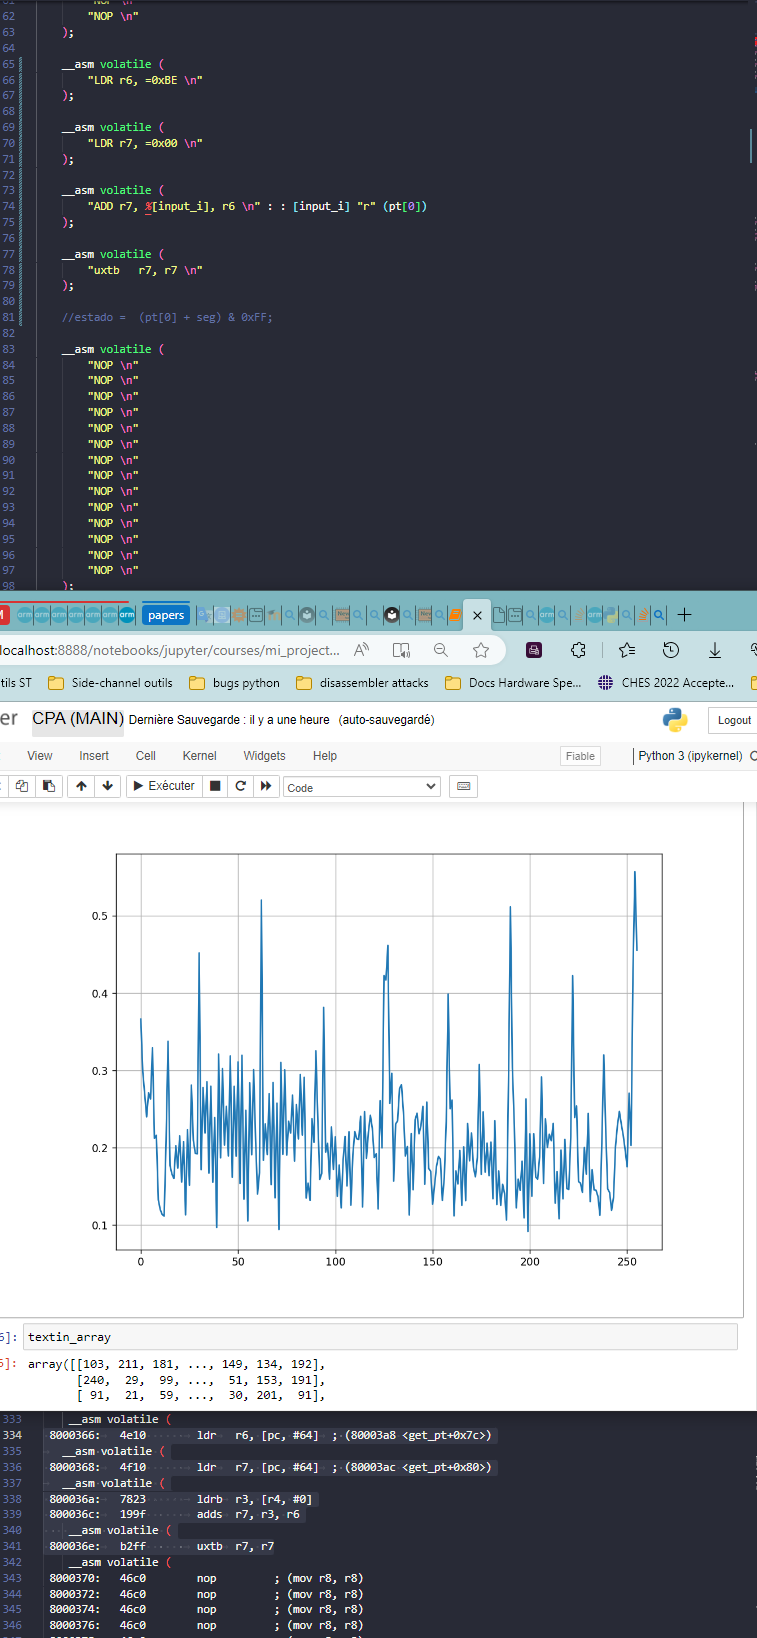 "NOP \n"
62 "NOP \n"
63 );
64
65 __asm volatile (
66 "LDR r6, =0xBE \n"
67 );
68
69 __asm volatile (
70 "LDR r7, =0x00 \n"
71 );
72
73 __asm volatile (
74 "ADD r7, %[input_i], r6 \n" : : [input_i] "r" (pt[0])
75 );
76
77 __asm volatile (
78 "uxtb   r7, r7 \n"
79 );
80
81 //estado =  (pt[0] + seg) & 0xFF;
82
83 __asm volatile (
84 "NOP \n"
85 "NOP \n"
86 "NOP \n"
87 "NOP \n"
88 "NOP \n"
89 "NOP \n"
90 "NOP \n"
91 "NOP \n"
92 "NOP \n"
93 "NOP \n"
94 "NOP \n"
95 "NOP \n"
96 "NOP \n"
97 "NOP \n"
98 );
arm arm arm arm arm arm arm papers
localhost:8888/notebooks/jupyter/courses/mi_project...
tils ST Side-channel outils bugs python disassembler attacks Docs Hardware Spe... CHES 2022 Accepte...
er CPA (MAIN) Dernière Sauvegarde : il y a une heure (auto-sauvegardé) Logout
View Insert Cell Kernel Widgets Help Fiable Python 3 (ipykernel)
Exécuter Code
0.5
0.4
0.3
0.2
0.1
0 50 100 150 200 250
6]: textin_array
array([[103, 211, 181, ..., 149, 134, 192],
[240,  29,  99, ...,  51, 153, 191],
[ 91,  21,  59, ...,  30, 201,  91],
333 __asm volatile (
334 8000366: 4e10 ldr r6, [pc, #64] ; (80003a8 <get_pt+0x7c>)
335 __asm volatile (
336 8000368: 4f10 ldr r7, [pc, #64] ; (80003ac <get_pt+0x80>)
337 __asm volatile (
338 800036a: 7823 ldrb r3, [r4, #0]
339 800036c: 199f adds r7, r3, r6
340 __asm volatile (
341 800036e: b2ff uxtb r7, r7
342 __asm volatile (
343 8000370: 46c0 nop ; (mov r8, r8)
344 8000372: 46c0 nop ; (mov r8, r8)
345 8000374: 46c0 nop ; (mov r8, r8)
346 8000376: 46c0 nop ; (mov r8, r8)